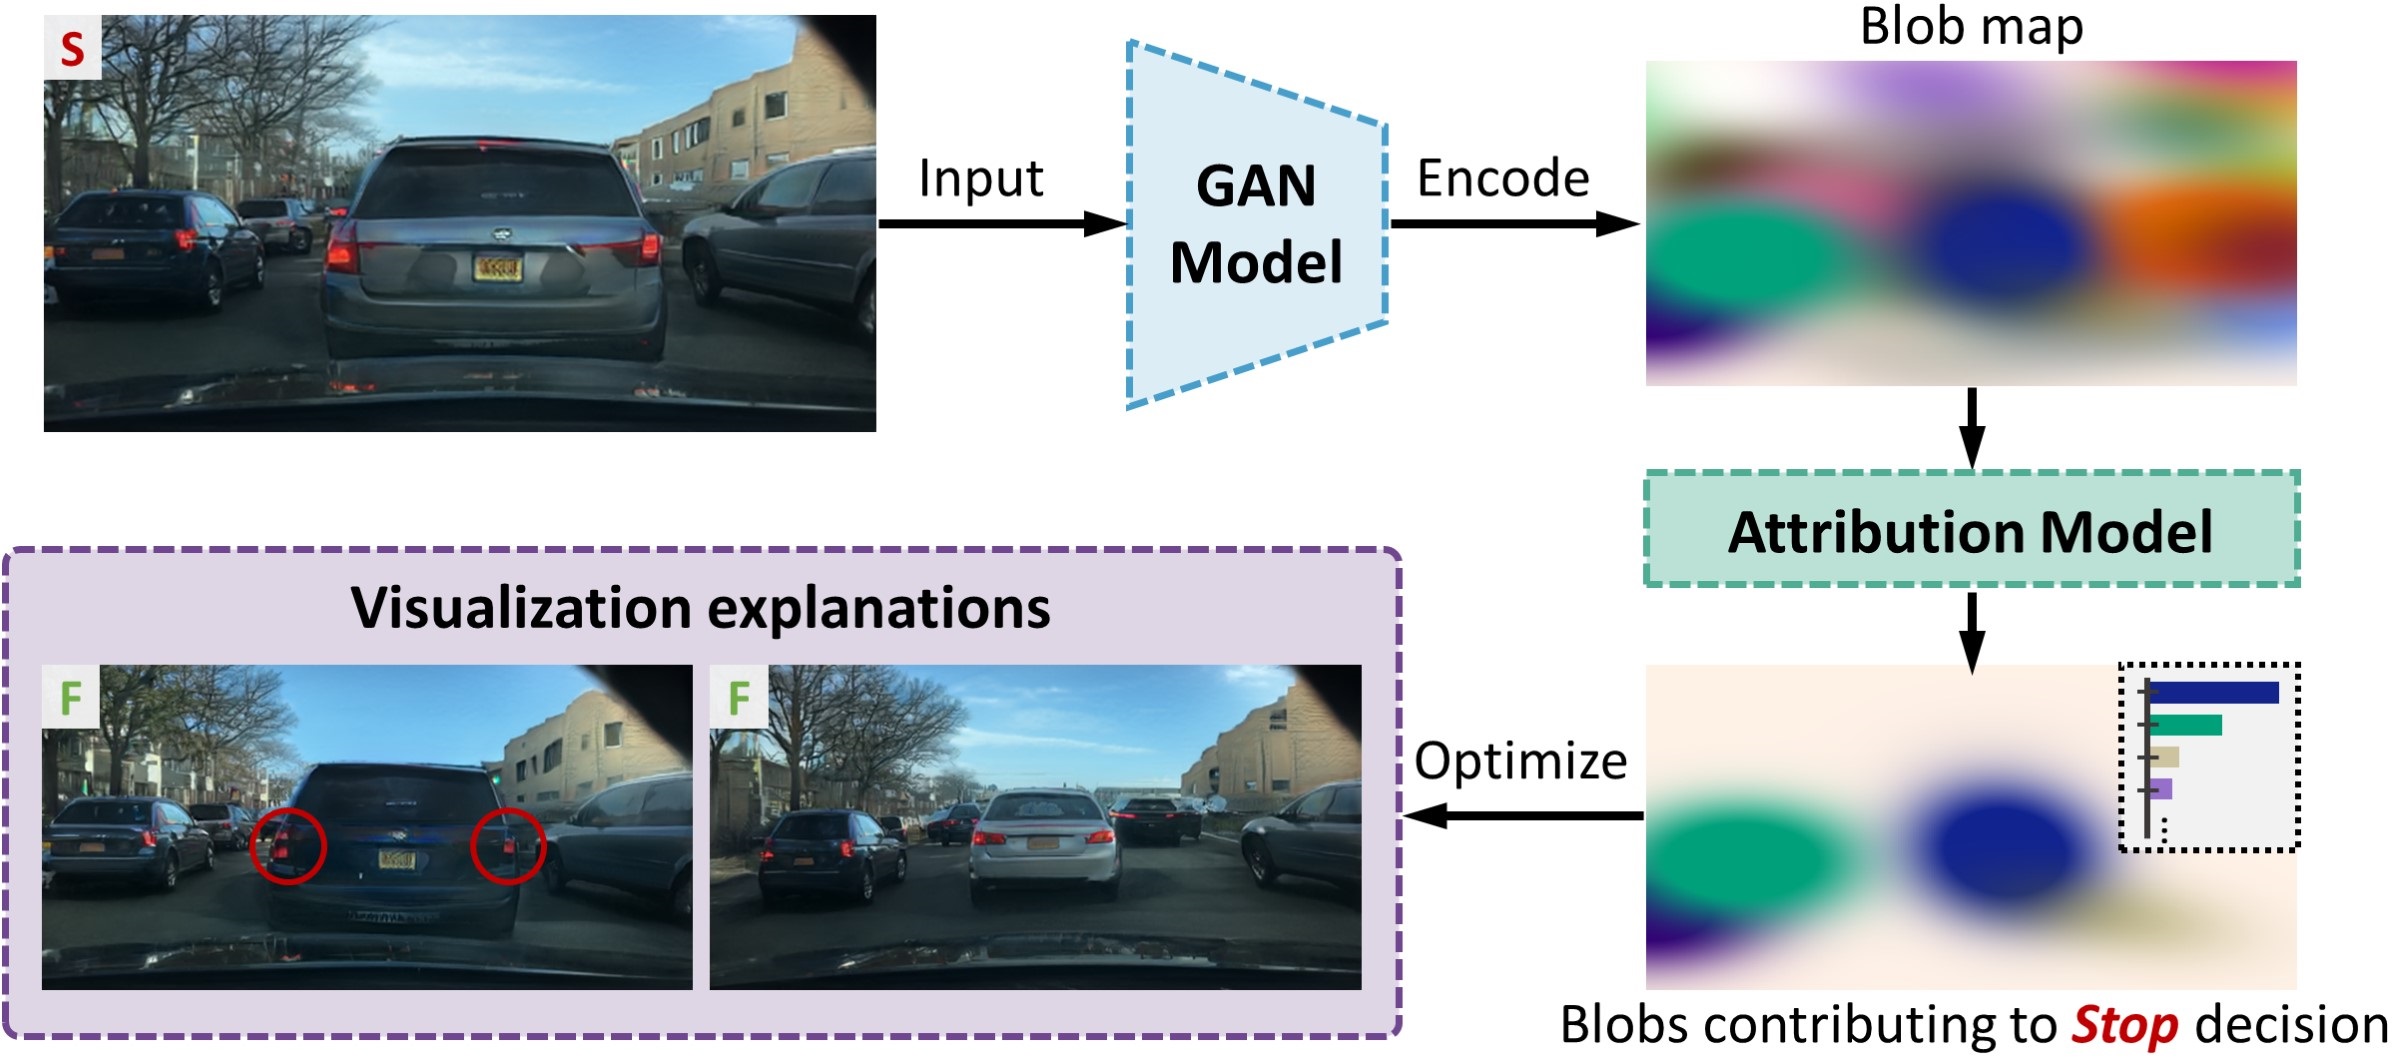 S
Input
GAN
Model
Encode
Blob map
Attribution Model
Blobs contributing to Stop decision
Optimize
Visualization explanations
F
F